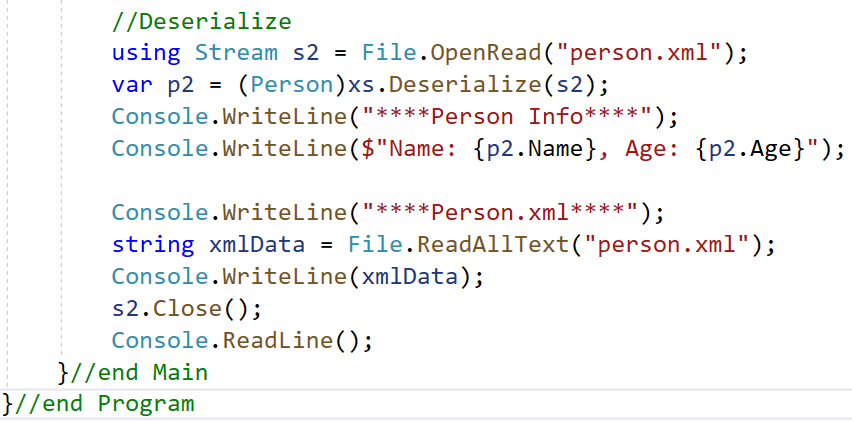 //Deserialize
using Stream s2 = File.OpenRead("person.xml");
var p2 = (Person)xs.Deserialize(s2);
Console.WriteLine("****Person Info****");
Console.WriteLine($"Name: {p2.Name}, Age: {p2.Age}");
Console.WriteLine("****Person.xml****");
string xmlData = File.ReadAllText("person.xml");
Console.WriteLine(xmlData);
s2.Close();
Console.ReadLine();
}//end Main
}//end Program